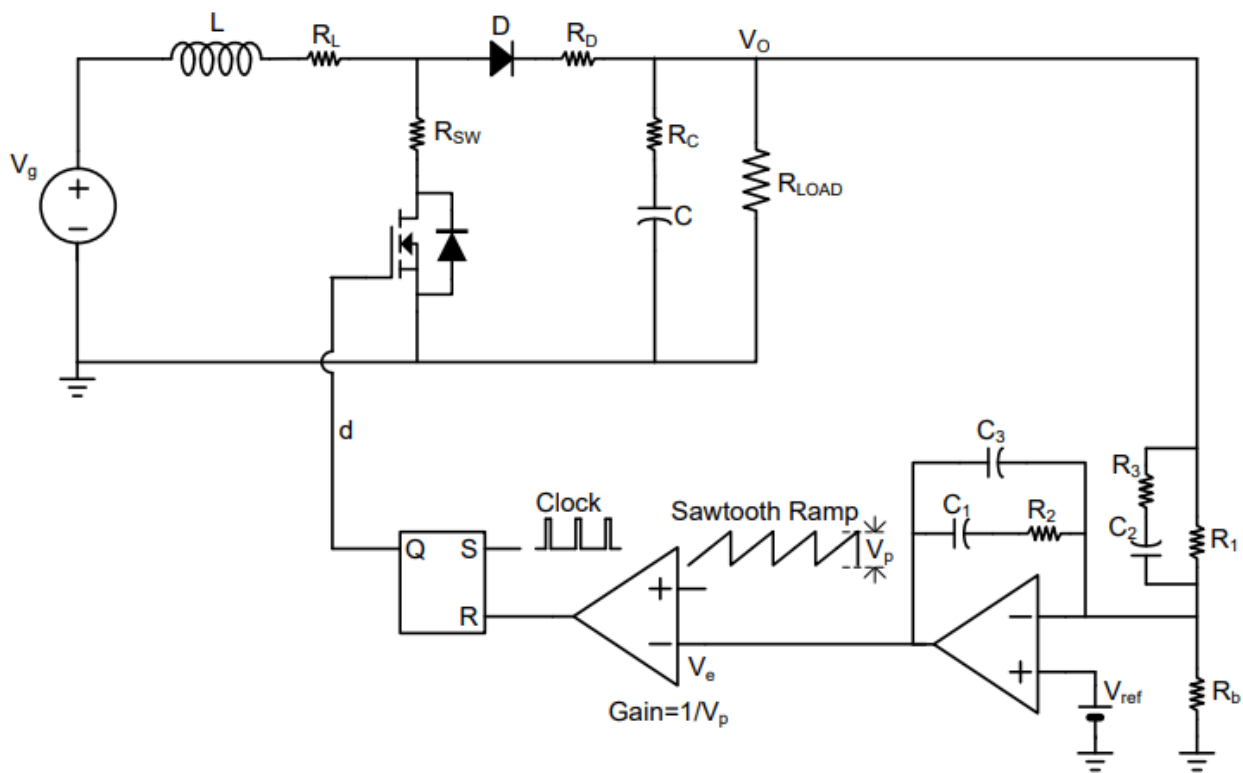 L
R_L
D
R_D
V_O
R_SW
R_C
R_LOAD
V_g
+
−
C
d
C_3
R_3
Clock
Sawtooth Ramp
C_1
R_2
V_p
C_2
R_1
Q
S
R
+
−
−
+
V_e
V_ref
R_b
Gain=1/V_p